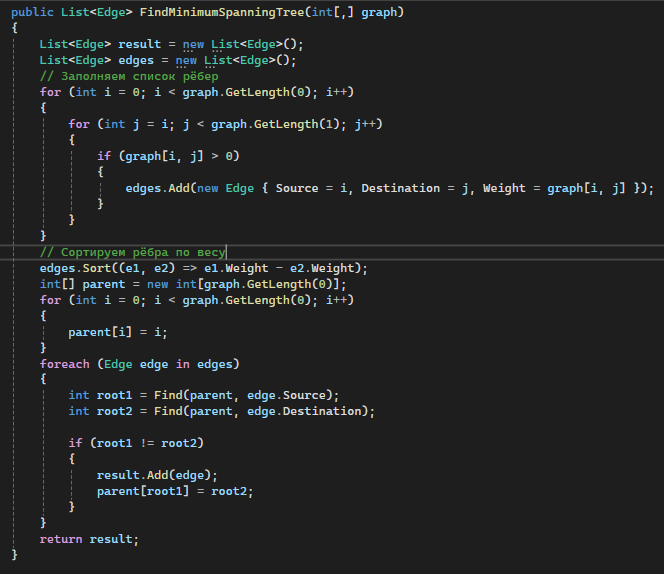 public List<Edge> FindMinimumSpanningTree(int[,] graph)
{
    List<Edge> result = new List<Edge>();
    List<Edge> edges = new List<Edge>();
    // Заполняем список рёбер
    for (int i = 0; i < graph.GetLength(0); i++)
    {
        for (int j = i; j < graph.GetLength(1); j++)
        {
            if (graph[i, j] > 0)
            {
                edges.Add(new Edge { Source = i, Destination = j, Weight = graph[i, j] });
            }
        }
    }
    // Сортируем рёбра по весу
    edges.Sort((e1, e2) => e1.Weight - e2.Weight);
    int[] parent = new int[graph.GetLength(0)];
    for (int i = 0; i < graph.GetLength(0); i++)
    {
        parent[i] = i;
    }
    foreach (Edge edge in edges)
    {
        int root1 = Find(parent, edge.Source);
        int root2 = Find(parent, edge.Destination);

        if (root1 != root2)
        {
            result.Add(edge);
            parent[root1] = root2;
        }
    }
    return result;
}